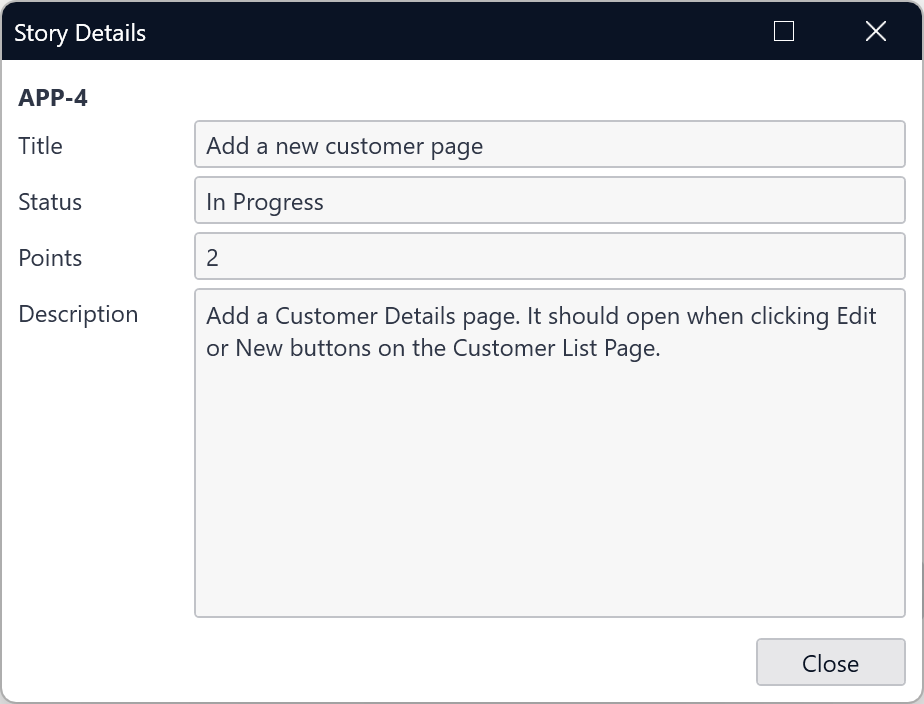 Story Details
APP-4
Title
Add a new customer page
Status
In Progress
Points
2
Description
Add a Customer Details page. It should open when clicking Edit
or New buttons on the Customer List Page.
Close